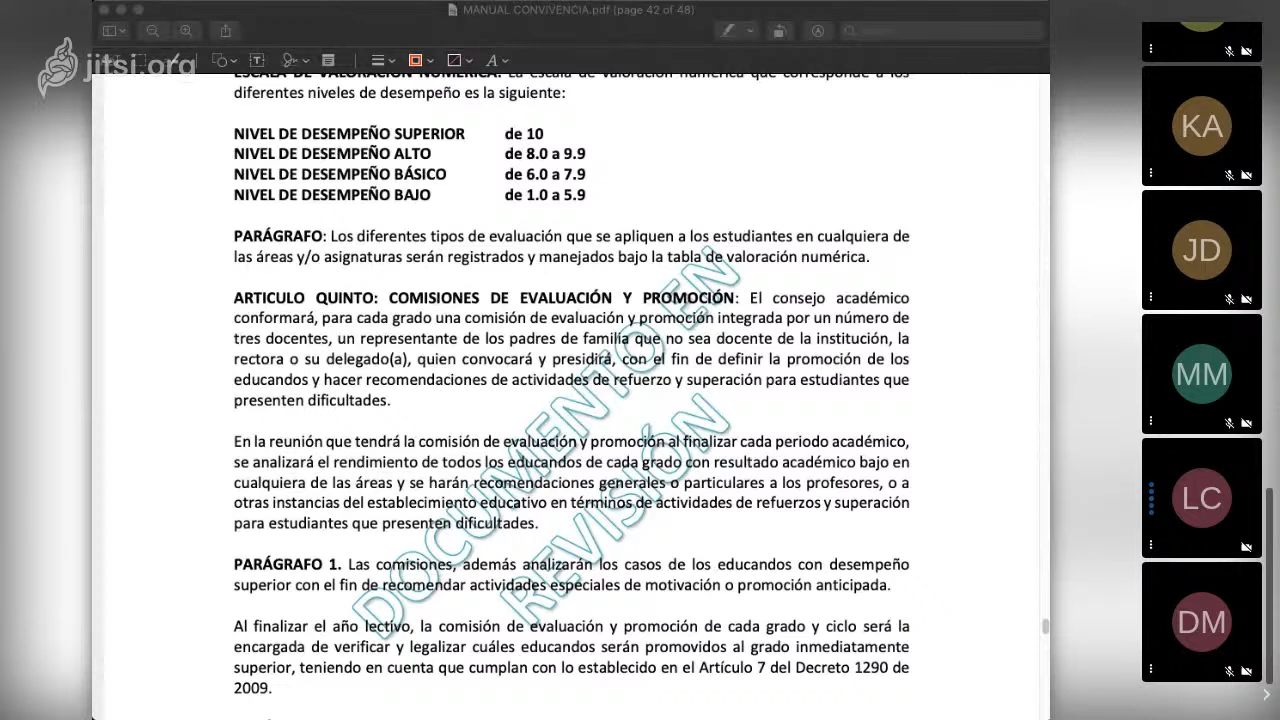 MANUAL CONVIVENCIA.pdf (page 42 of 48)
jitsi.org
ESCALA DE VALORACIÓN NUMÉRICA: La escala de valoración numérica que corresponde a los
diferentes niveles de desempeño es la siguiente:
NIVEL DE DESEMPEÑO SUPERIOR de 10
NIVEL DE DESEMPEÑO ALTO de 8.0 a 9.9
NIVEL DE DESEMPEÑO BÁSICO de 6.0 a 7.9
NIVEL DE DESEMPEÑO BAJO de 1.0 a 5.9
PARÁGRAFO: Los diferentes tipos de evaluación que se apliquen a los estudiantes en cualquiera de
las áreas y/o asignaturas serán registrados y manejados bajo la tabla de valoración numérica.
ARTICULO QUINTO: COMISIONES DE EVALUACIÓN Y PROMOCIÓN: El consejo académico
conformará, para cada grado una comisión de evaluación y promoción integrada por un número de
tres docentes, un representante de los padres de familia que no sea docente de la institución, la
rectora o su delegado(a), quien convocará y presidirá, con el fin de definir la promoción de los
educandos y hacer recomendaciones de actividades de refuerzo y superación para estudiantes que
presenten dificultades.
En la reunión que tendrá la comisión de evaluación y promoción al finalizar cada periodo académico,
se analizará el rendimiento de todos los educandos de cada grado con resultado académico bajo en
cualquiera de las áreas y se harán recomendaciones generales o particulares a los profesores, o a
otras instancias del establecimiento educativo en términos de actividades de refuerzos y superación
para estudiantes que presenten dificultades.
PARÁGRAFO 1. Las comisiones, además analizarán los casos de los educandos con desempeño
superior con el fin de recomendar actividades especiales de motivación o promoción anticipada.
Al finalizar el año lectivo, la comisión de evaluación y promoción de cada grado y ciclo será la
encargada de verificar y legalizar cuáles educandos serán promovidos al grado inmediatamente
superior, teniendo en cuenta que cumplan con lo establecido en el Artículo 7 del Decreto 1290 de
2009.
DOCUMENTO EN
REVISIÓN
KA
JD
MM
LC
DM